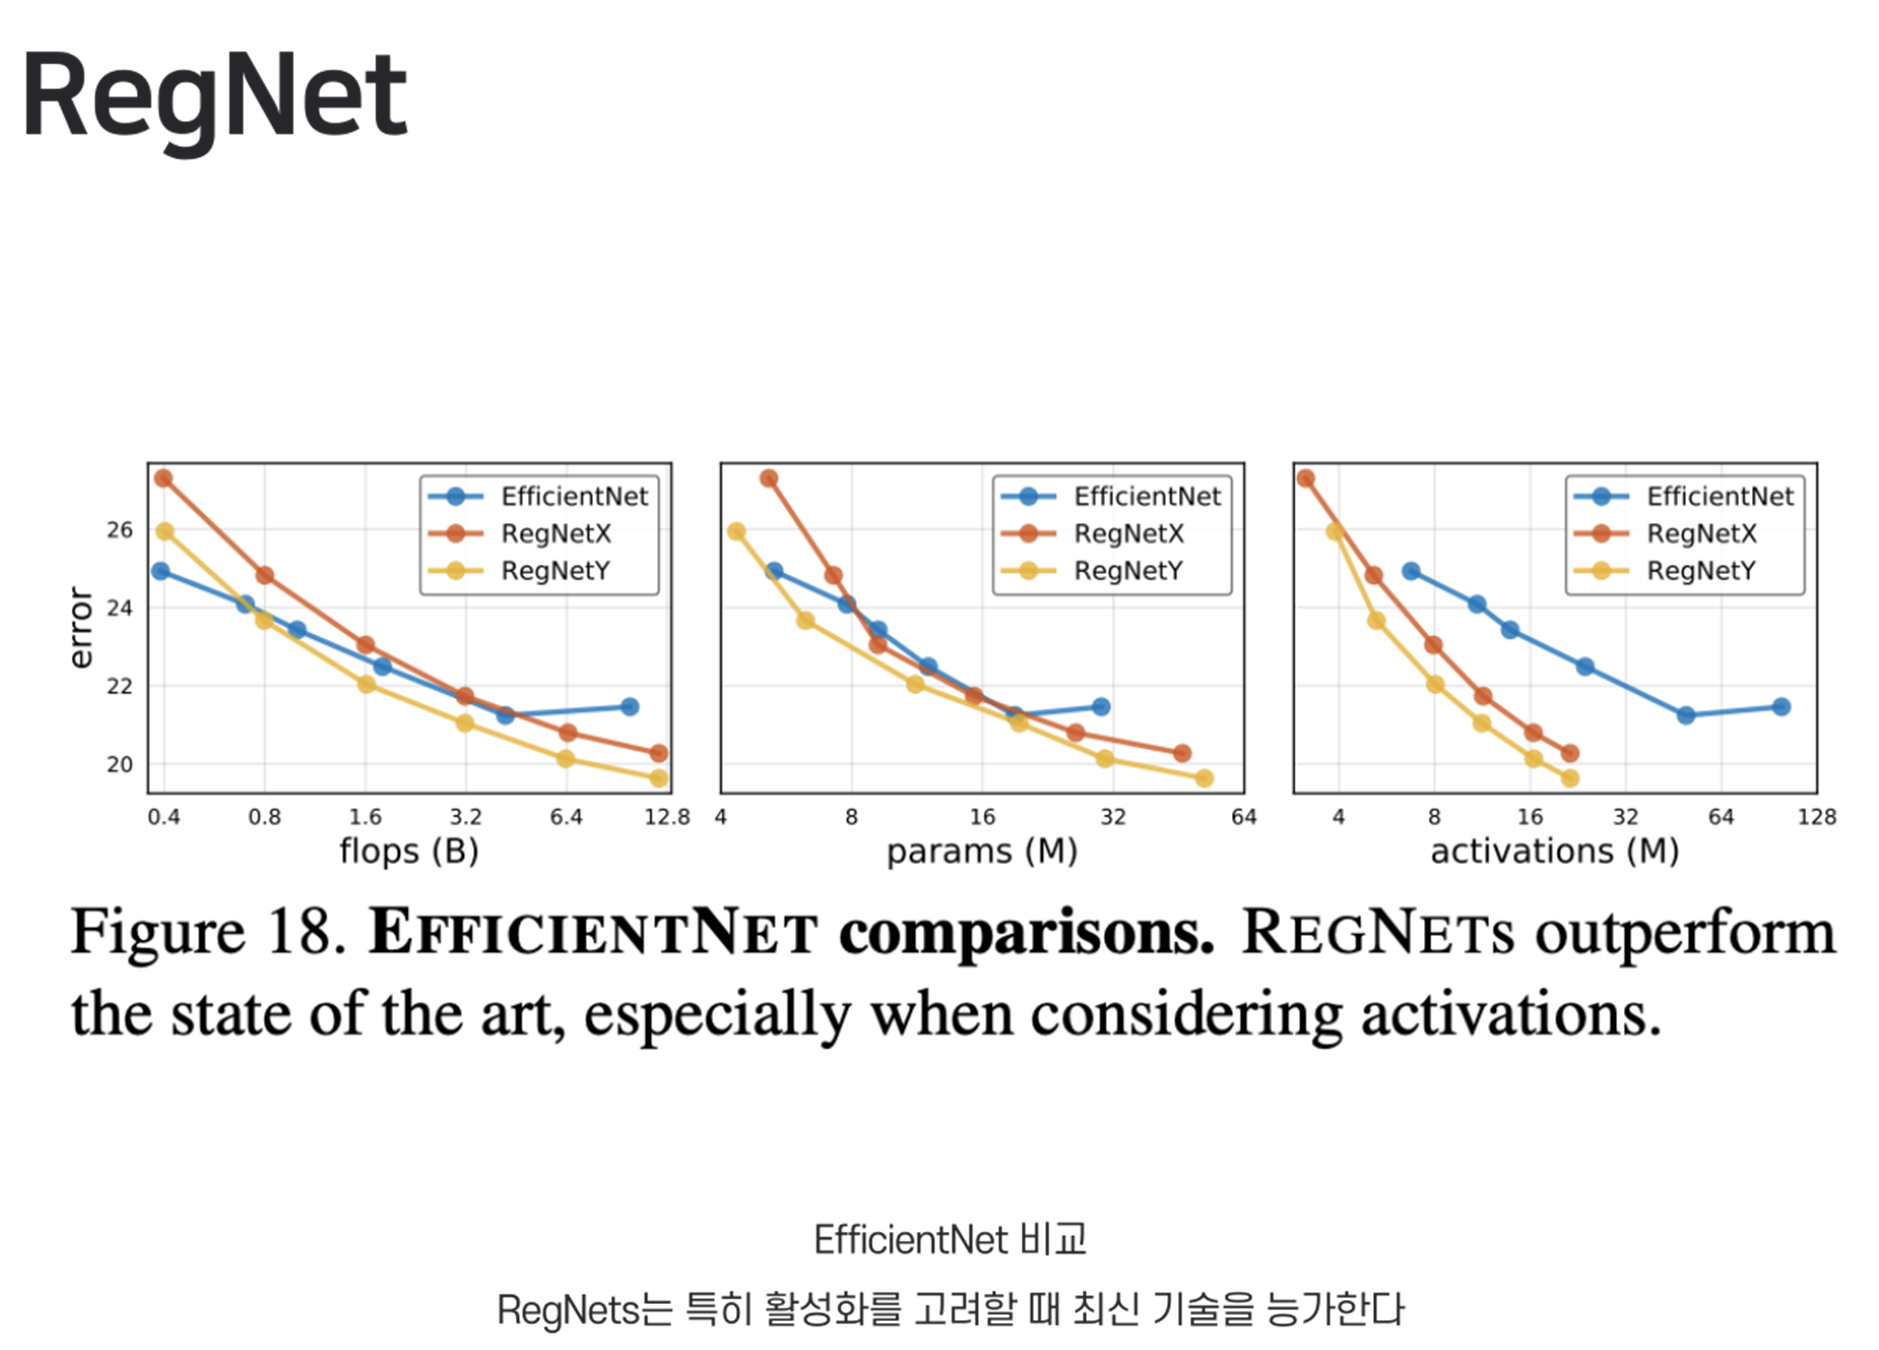 RegNet
EfficientNet
RegNetX
RegNetY
EfficientNet
RegNetX
RegNetY
EfficientNet
RegNetX
RegNetY
error
26
24
22
20
0.4 0.8 1.6 3.2 6.4 12.8
flops (B)
4 8 16 32 64
params (M)
4 8 16 32 64 128
activations (M)
Figure 18. EFFICIENTNET comparisons. REGNETS outperform
the state of the art, especially when considering activations.
EfficientNet 비교
RegNets는 특히 활성화를 고려할 때 최신 기술을 능가한다